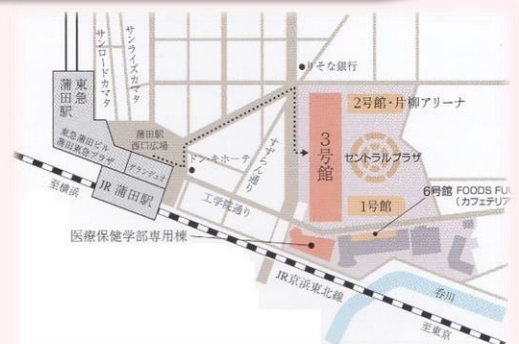 サンロードカマタ
サンライズカマタ
東急
蒲田駅
りそな銀行
2号館・片柳アリーナ
蒲田駅
西口広場
3号館
東急蒲田ビル
蒲田東急プラザ
グランデュオ
ドン・キホーテ
すずらん通り
セントラルプラザ
至横浜
JR 蒲田駅
工学院通り
1号館
6号館 FOODS FU
(カフェテリア
医療保健学部専用棟
JR京浜東北線
呑川
至東京